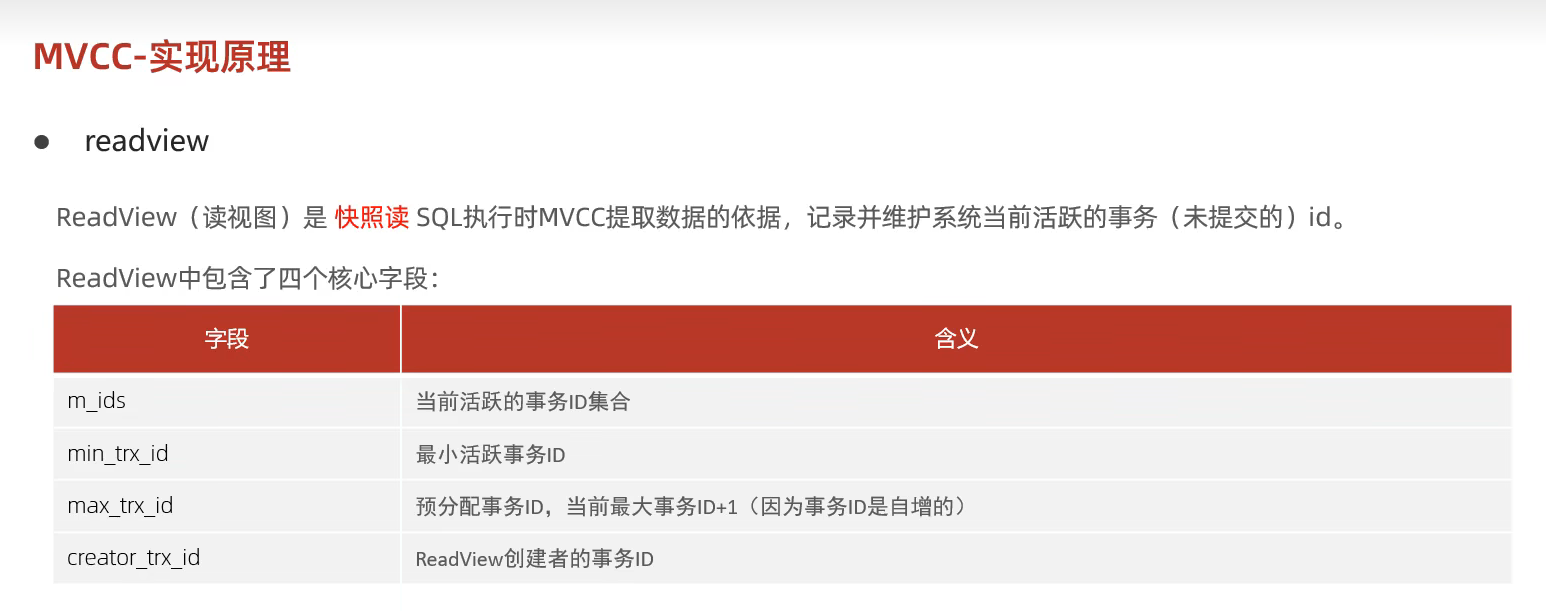 MVCC-实现原理
● readview
ReadView（读视图）是 快照读 SQL执行时MVCC提取数据的依据，记录并维护系统当前活跃的事务（未提交的）id。
ReadView中包含了四个核心字段：
字段 含义
m_ids 当前活跃的事务ID集合
min_trx_id 最小活跃事务ID
max_trx_id 预分配事务ID，当前最大事务ID+1（因为事务ID是自增的）
creator_trx_id ReadView创建者的事务ID